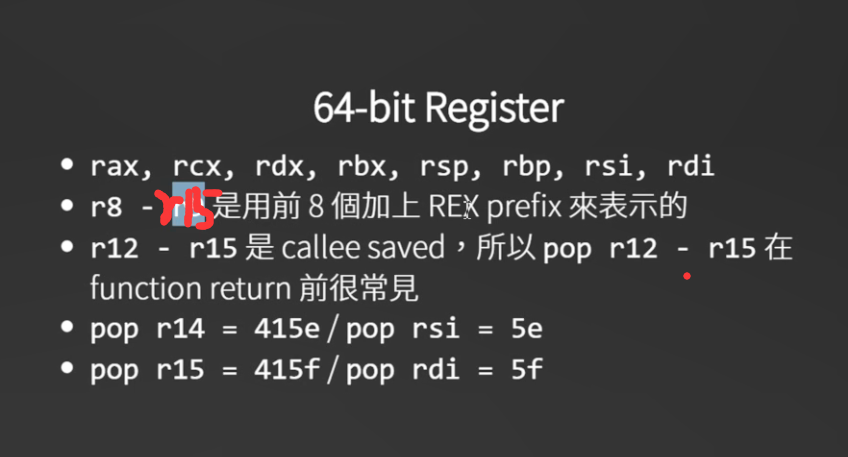 64-bit Register
rax, rcx, rdx, rbx, rsp, rbp, rsi, rdi
r8 - r15 是用前 8 個加上 REX prefix 來表示的
r12 - r15 是 callee saved，所以 pop r12 - r15 在
function return 前很常見
pop r14 = 415e / pop rsi = 5e
pop r15 = 415f / pop rdi = 5f